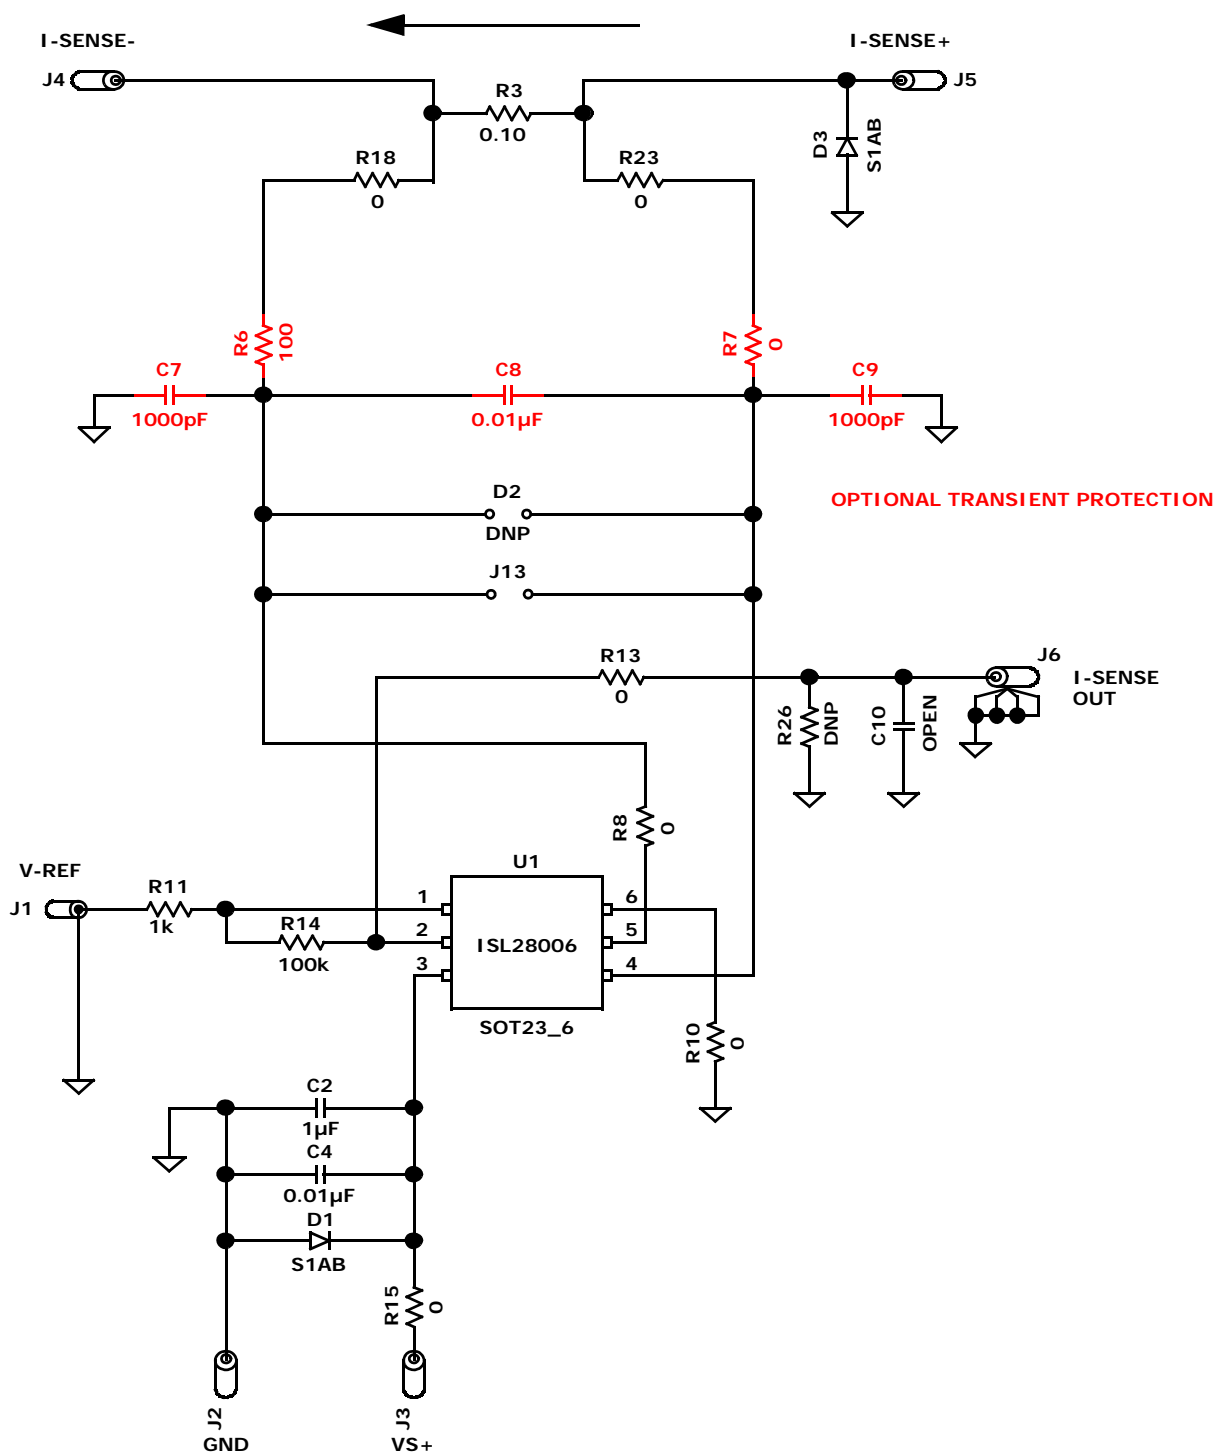 I-SENSE-
I-SENSE+
J4
J5
R3
0.10
R18
0
R23
0
D3
S1AB
R6
100
R7
0
C7
1000pF
C8
0.01µF
C9
1000pF
D2
DNP
OPTIONAL TRANSIENT PROTECTION
J13
R13
0
J6
I-SENSE
OUT
R26
DNP
C10
OPEN
R8
0
V-REF
J1
R11
1k
R14
100k
U1
1
2
3
6
5
4
ISL28006
SOT23_6
R10
0
C2
1µF
C4
0.01µF
D1
S1AB
R15
0
J2
GND
J3
VS+